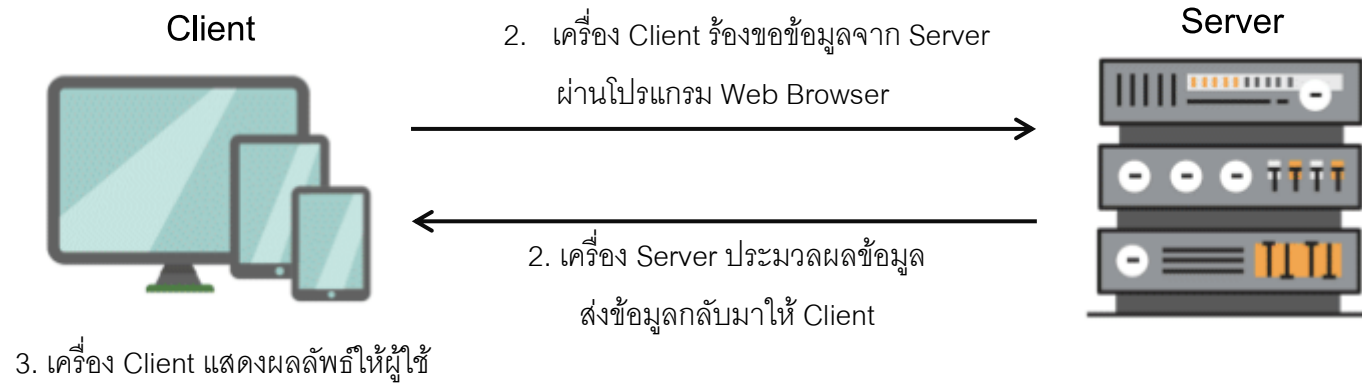 Client
Server
2. เครื่อง Client ร้องขอข้อมูลจาก Server
ผ่านโปรแกรม Web Browser
2. เครื่อง Server ประมวลผลข้อมูล
ส่งข้อมูลกลับมาให้ Client
3. เครื่อง Client แสดงผลลัพธ์ให้ผู้ใช้